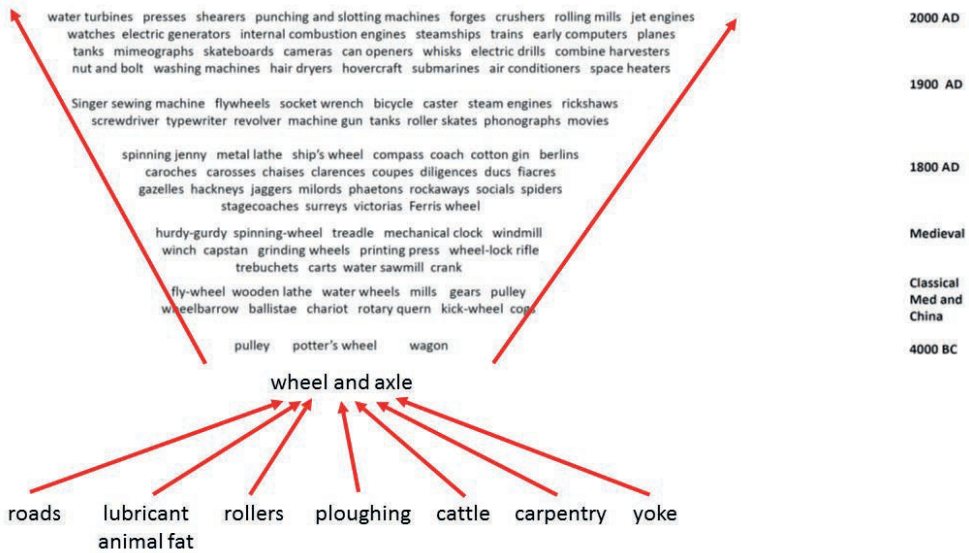 water turbines presses shearers punching and slotting machines forges crushers rolling mills jet engines
2000 AD
watches electric generators internal combustion engines steamships trains early computers planes
tanks mimeographs skateboards cameras can openers whisks electric drills combine harvesters
nut and bolt washing machines hair dryers hovercraft submarines air conditioners space heaters
1900 AD
Singer sewing machine flywheels socket wrench bicycle caster steam engines rickshaws
screwdriver typewriter revolver machine gun tanks roller skates phonographs movies
spinning jenny metal lathe ship's wheel compass coach cotton gin berlins
caroches carosses chaises clarences coupes diligences ducs fiacres
1800 AD
gazelles hackneys jaggers milords phaetons rockaways socials spiders
stagecoaches surreys victorias Ferris wheel
hurdy-gurdy spinning-wheel treadle mechanical clock windmill
Medieval
winch capstan grinding wheels printing press wheel-lock rifle
trebuchets carts water sawmill crank
fly-wheel wooden lathe water wheels mills gears pulley
wheelbarrow ballistae chariot rotary quern kick-wheel cogs
Classical
Med and
China
pulley potter's wheel wagon
4000 BC
wheel and axle
roads lubricant rollers ploughing cattle carpentry yoke
animal fat